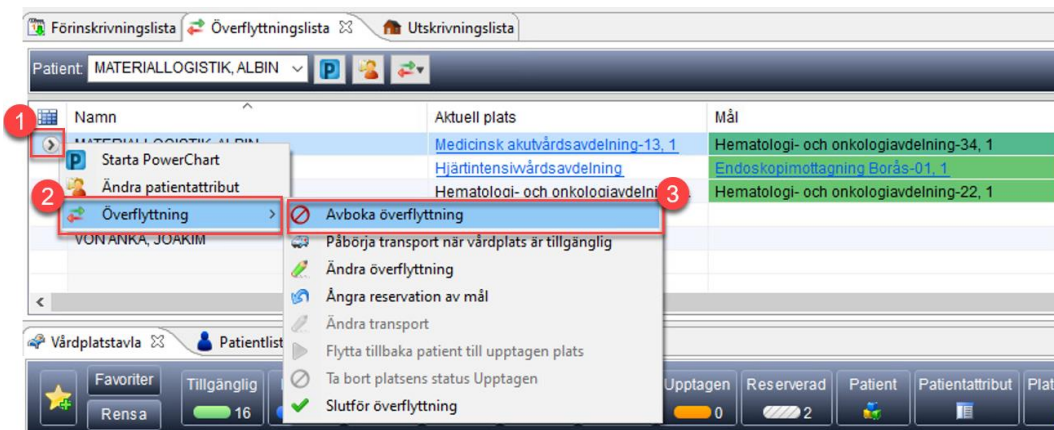 Förinskrivningslista Överflyttningslista Utskrivningslista
Patient: MATERIALLOGISTIK, ALBIN
Namn Aktuell plats Mål
1
MATERIALLOGISTIK, ALBIN Medicinsk akutvårdsavdelning-13, 1 Hematologi- och onkologiavdelning-34, 1
Starta PowerChart
Hjärtintensivvårdsavdelning Endoskopimottagning Borås-01, 1
Ändra patientattribut
Hematologi- och onkologiavdelni Hematologi- och onkologiavdelning-22, 1
2
3
Överflyttning
Avboka överflyttning
VON ANKA, JOAKIM
Påbörja transport när vårdplats är tillgänglig
Ändra överflyttning
Ångra reservation av mål
Ändra transport
Flytta tillbaka patient till upptagen plats
Ta bort platsens status Upptagen
Slutför överflyttning
Vårdplatstavla Patientlist
Favoriter Tillgänglig Upptagen Reserverad Patient Patientattribut Plat
Rensa 16 0 2